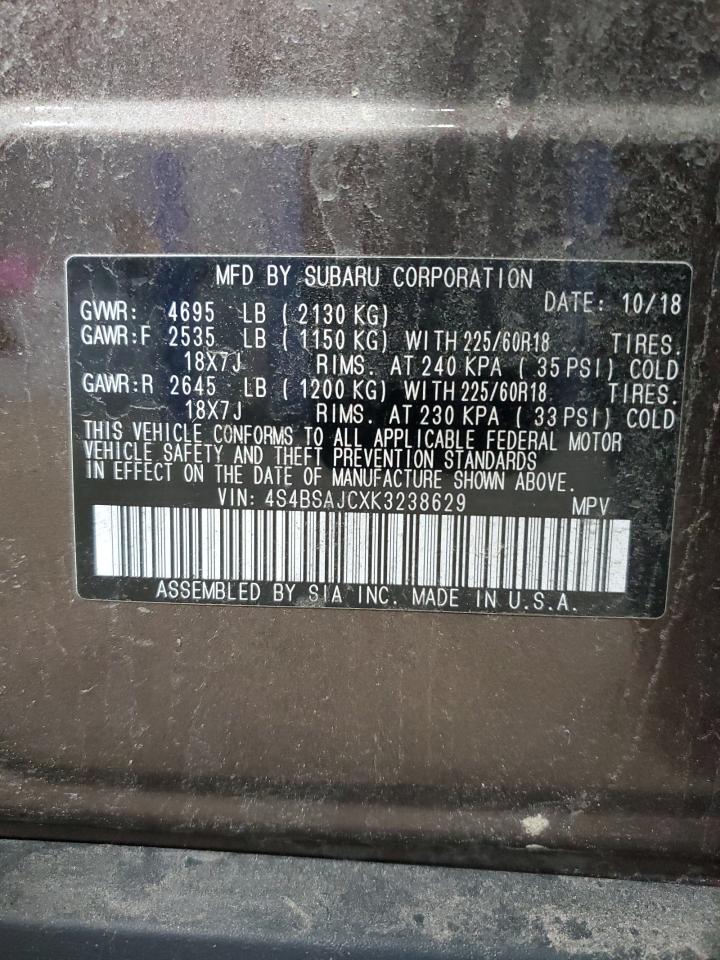 MFD BY SUBARU CORPORATION
DATE: 10/18
GVWR: 4695 LB ( 2130 KG)
GAWR:F 2535 LB ( 1150 KG) WITH 225/60R18 TIRES.
18X7J RIMS. AT 240 KPA ( 35 PSI) COLD
GAWR:R 2645 LB ( 1200 KG) WITH 225/60R18 TIRES.
18X7J RIMS. AT 230 KPA ( 33 PSI) COLD
THIS VEHICLE CONFORMS TO ALL APPLICABLE FEDERAL MOTOR
VEHICLE SAFETY AND THEFT PREVENTION STANDARDS
IN EFFECT ON THE DATE OF MANUFACTURE SHOWN ABOVE.
VIN: 4S4BSAJCXK3238629 MPV
ASSEMBLED BY SIA INC. MADE IN U.S.A.